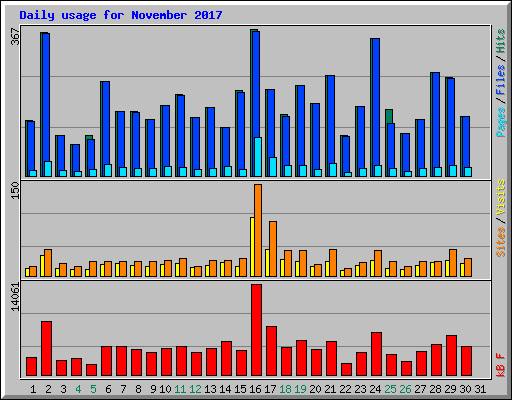 Daily usage for November 2017
367
Pages / Files / Hits
150
Sites / Visits
14061
kB F
1 2 3 4 5 6 7 8 9 10 11 12 13 14 15 16 17 18 19 20 21 22 23 24 25 26 27 28 29 30 31